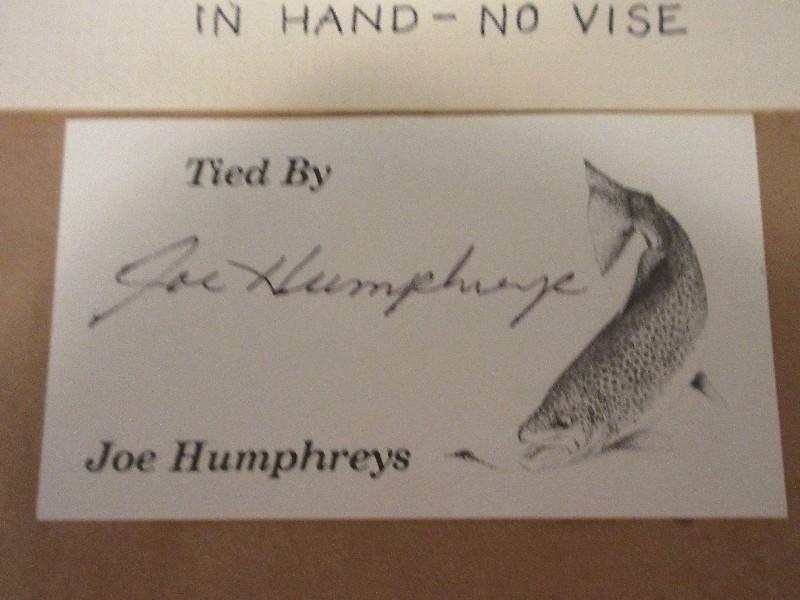 IN HAND - NO VISE
Tied By
Joe Humphreys
Joe Humphreys